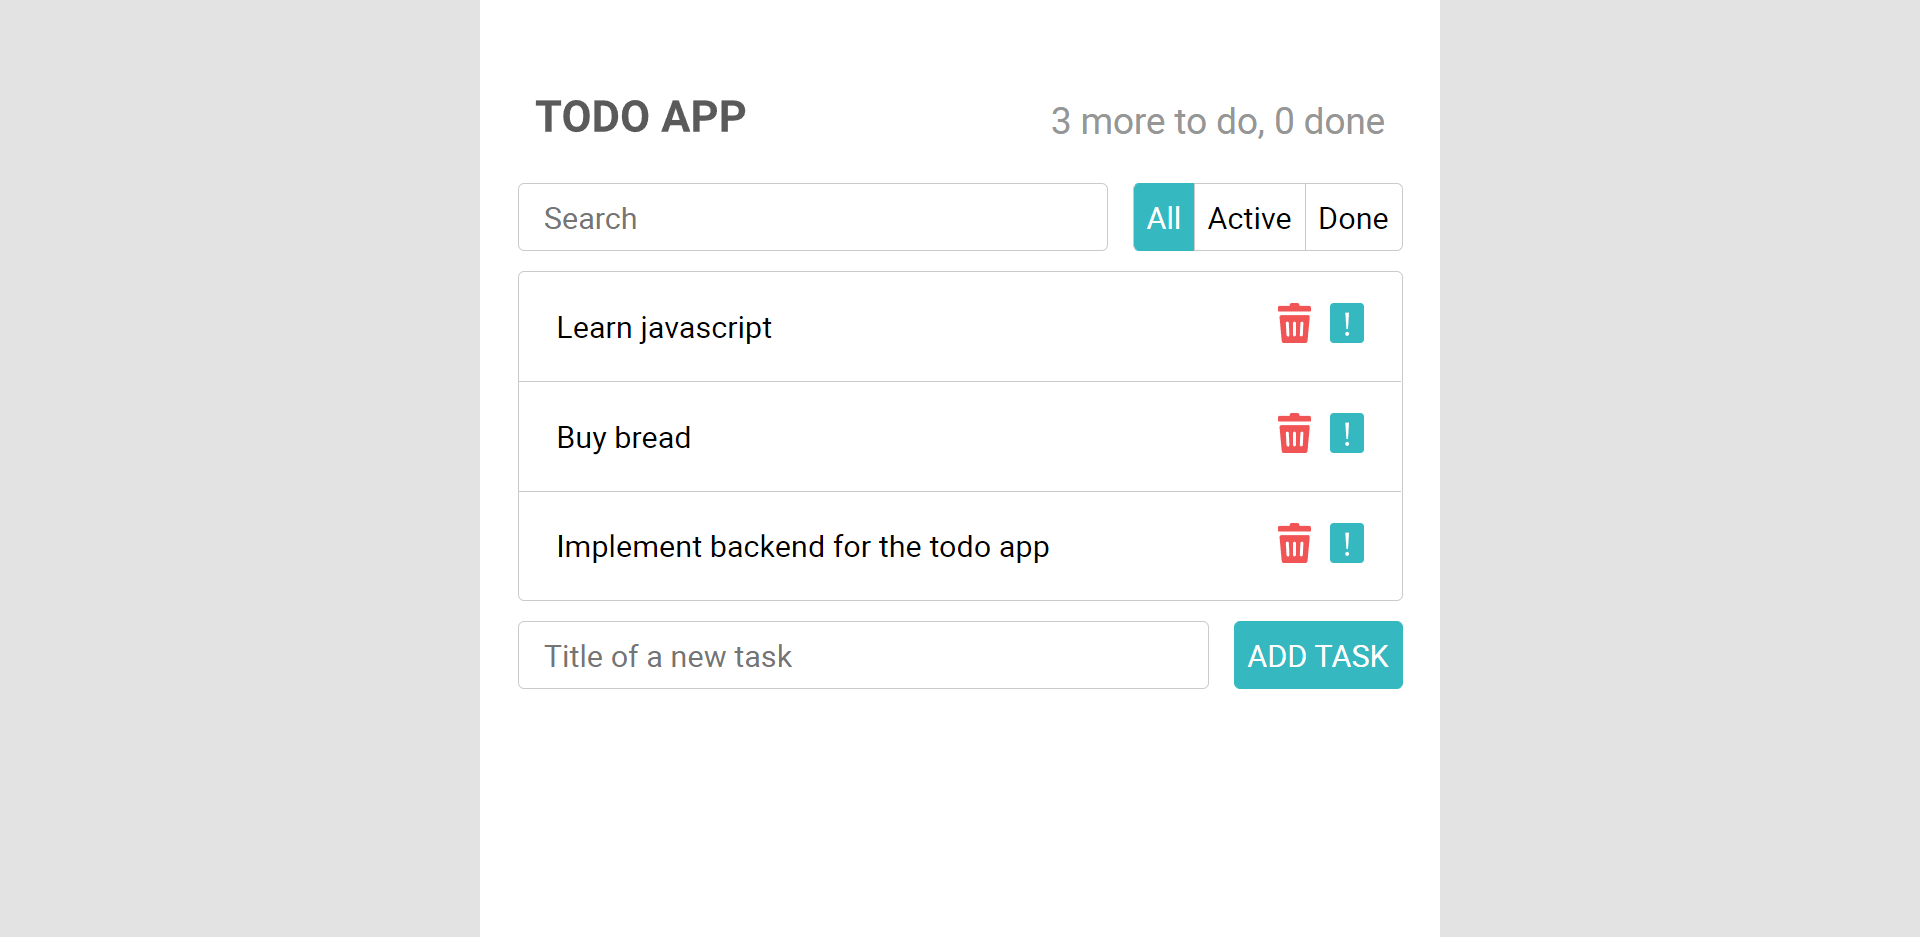 TODO APP
3 more to do, 0 done
Search
All
Active
Done
Learn javascript
!
Buy bread
!
Implement backend for the todo app
!
Title of a new task
ADD TASK